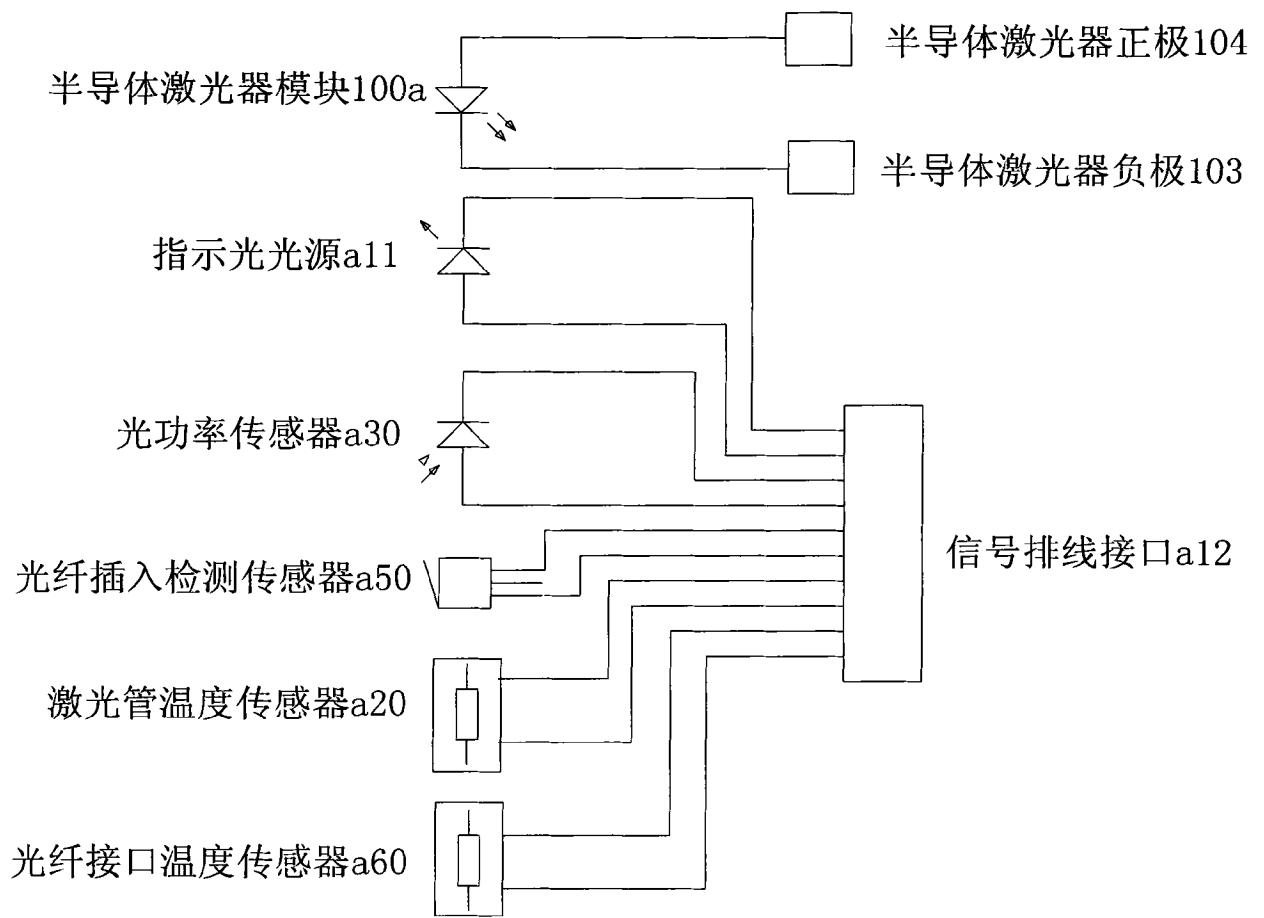 半导体激光器正极104
半导体激光器模块100a
半导体激光器负极103
指示光光源a11
光功率传感器a30
信号排线接口a12
光纤插入检测传感器a50
激光管温度传感器a20
光纤接口温度传感器a60